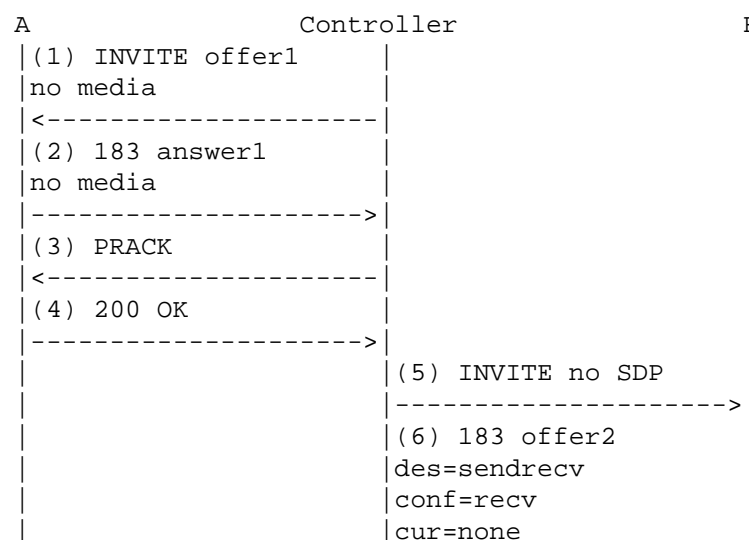 A Controller
|(1) INVITE offer1 |
|no media |
|<---------------------|
|(2) 183 answer1 |
|no media |
|--------------------->|
|(3) PRACK |
|<---------------------|
|(4) 200 OK |
|--------------------->|
| |(5) INVITE no SDP
| |--------------------->
| |(6) 183 offer2
| |des=sendrecv
| |conf=recv
| |cur=none